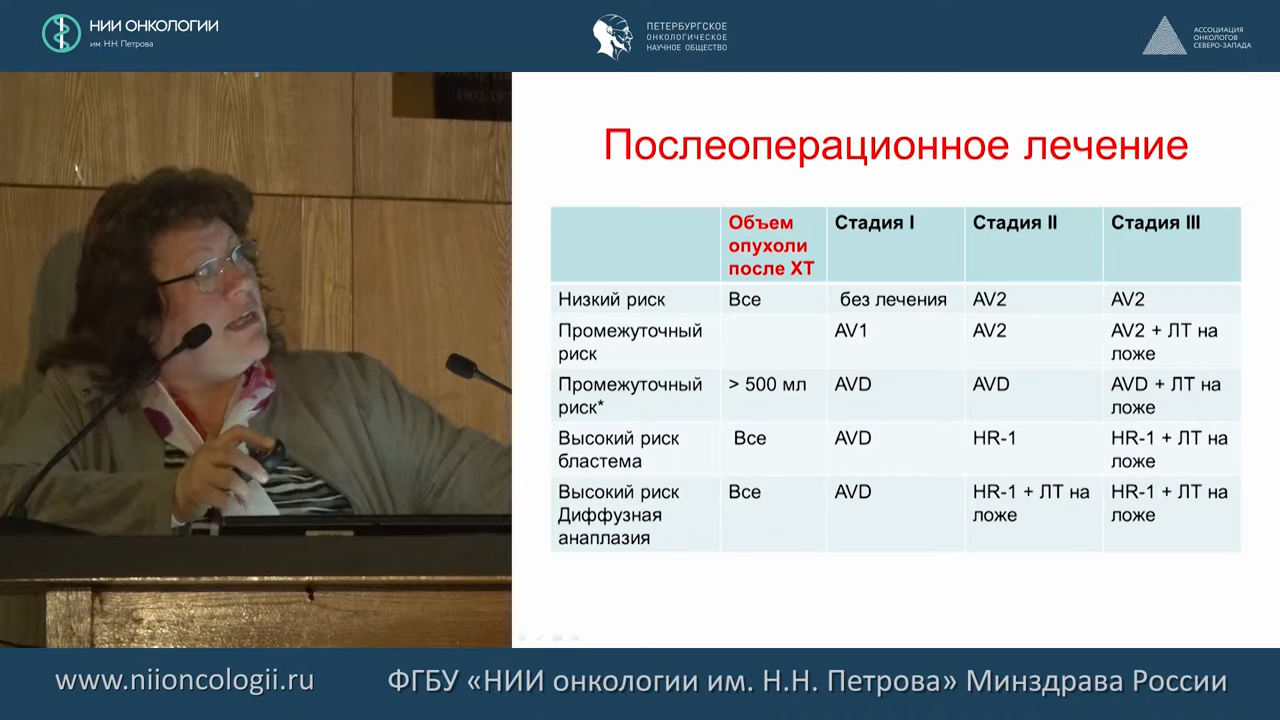 НИИ ОНКОЛОГИИ
им. Н.Н. Петрова
ПЕТЕРБУРГСКОЕ
ОНКОЛОГИЧЕСКОЕ
НАУЧНОЕ ОБЩЕСТВО
АССОЦИАЦИЯ
ОНКОЛОГОВ
СЕВЕРО-ЗАПАДА
Послеоперационное лечение
Объем
опухоли
после ХТ
Стадия I
Стадия II
Стадия III
Низкий риск
Все
без лечения
AV2
AV2
Промежуточный
риск
AV1
AV2
AV2 + ЛТ на
ложе
Промежуточный
риск*
> 500 мл
AVD
AVD
AVD + ЛТ на
ложе
Высокий риск
бластема
Все
AVD
HR-1
HR-1 + ЛТ на
ложе
Высокий риск
Диффузная
анаплазия
Все
AVD
HR-1 + ЛТ на
ложе
HR-1 + ЛТ на
ложе
www.niioncologii.ru
ФГБУ «НИИ онкологии им. Н.Н. Петрова» Минздрава России